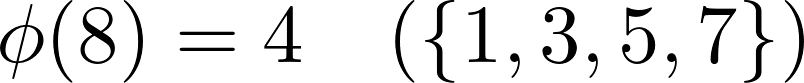 ϕ(8) = 4 ({1, 3, 5, 7})